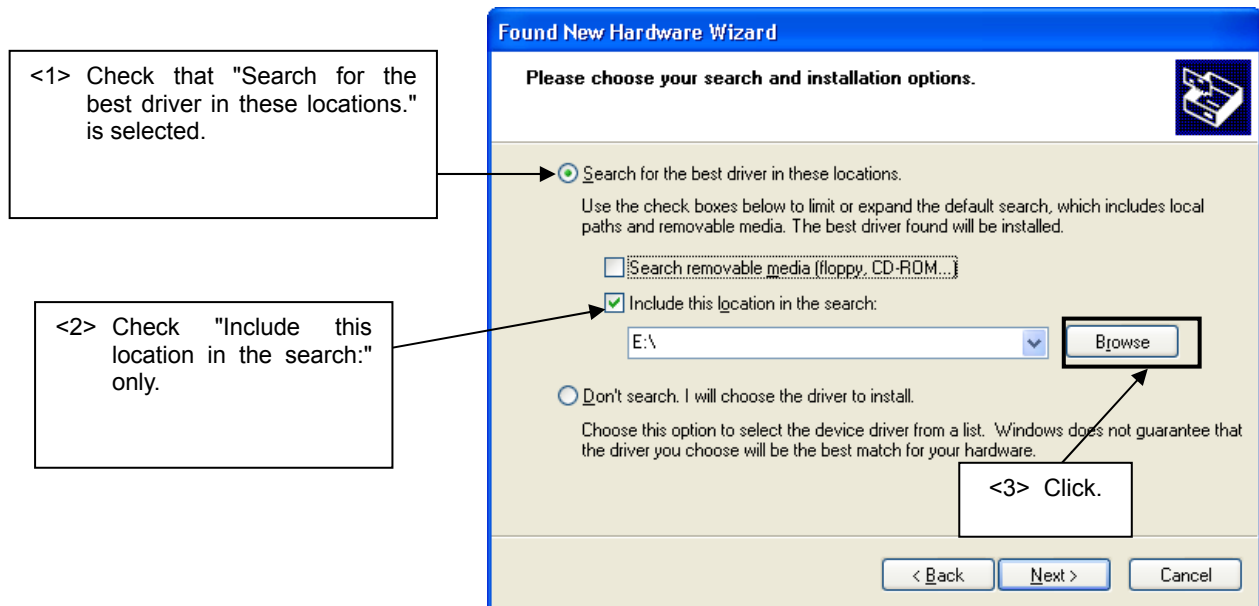 Found New Hardware Wizard
Please choose your search and installation options.
<1> Check that "Search for the
best driver in these locations."
is selected.
Search for the best driver in these locations.
Use the check boxes below to limit or expand the default search, which includes local
paths and removable media. The best driver found will be installed.
Search removable media (floppy, CD-ROM...)
<2> Check "Include this
location in the search:"
only.
Include this location in the search:
E:\
Browse
Don't search. I will choose the driver to install.
Choose this option to select the device driver from a list. Windows does not guarantee that
the driver you choose will be the best match for your hardware.
<3> Click.
< Back
Next >
Cancel